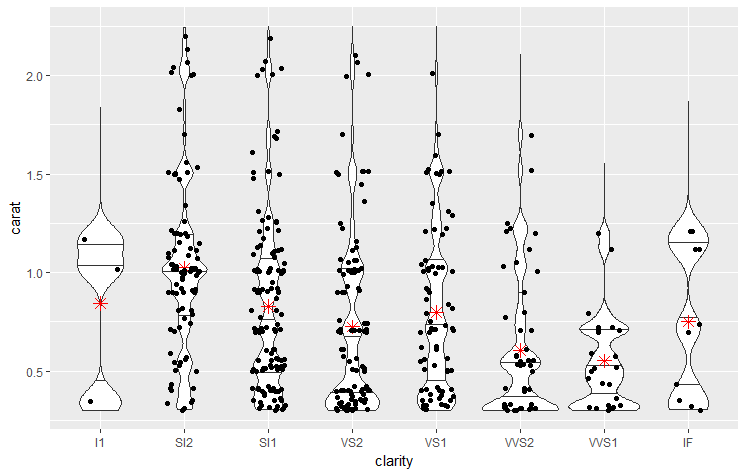 2.0
1.5
1.0
0.5
carat
I1 SI2 SI1 VS2 VS1 VVS2 VVS1 IF
clarity